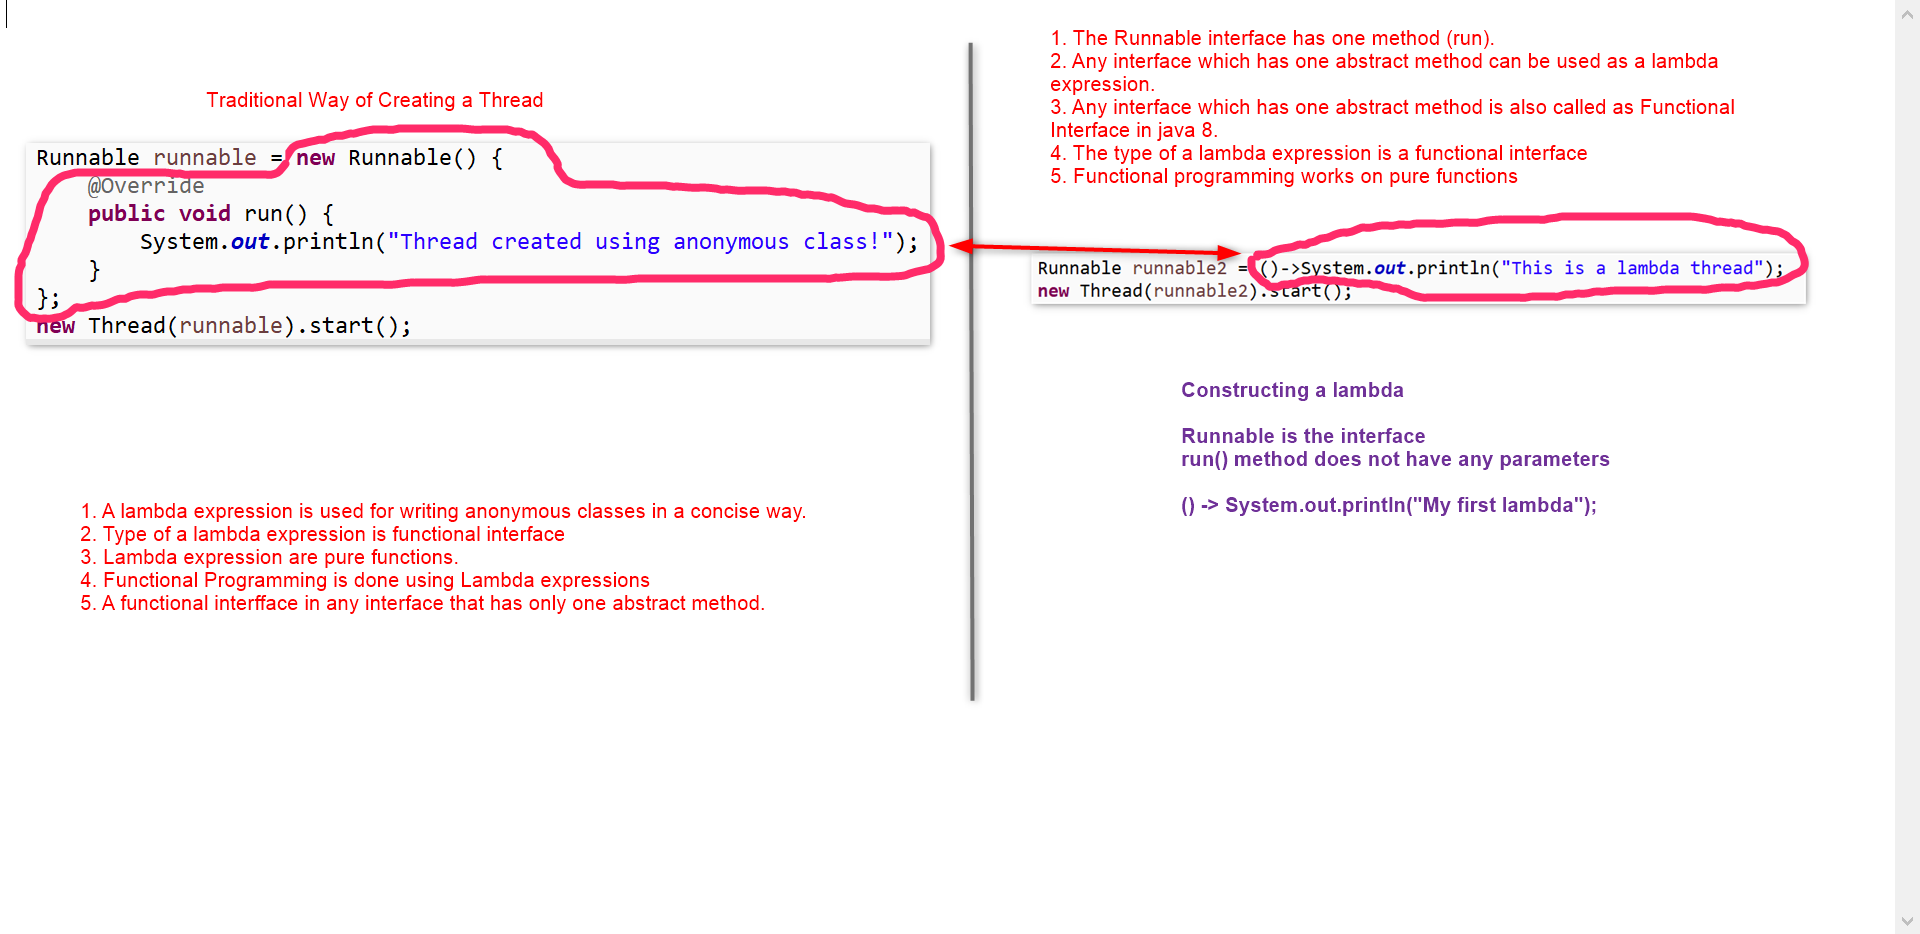 Traditional Way of Creating a Thread
Runnable runnable = new Runnable() {
@Override
public void run() {
System.out.println("Thread created using anonymous class!");
}
};
new Thread(runnable).start();
1. A lambda expression is used for writing anonymous classes in a concise way.
2. Type of a lambda expression is functional interface
3. Lambda expression are pure functions.
4. Functional Programming is done using Lambda expressions
5. A functional interfface in any interface that has only one abstract method.
1. The Runnable interface has one method (run).
2. Any interface which has one abstract method can be used as a lambda
expression.
3. Any interface which has one abstract method is also called as Functional
Interface in java 8.
4. The type of a lambda expression is a functional interface
5. Functional programming works on pure functions
Runnable runnable2 = ()->System.out.println("This is a lambda thread");
new Thread(runnable2).start();
Constructing a lambda
Runnable is the interface
run() method does not have any parameters
() -> System.out.println("My first lambda");